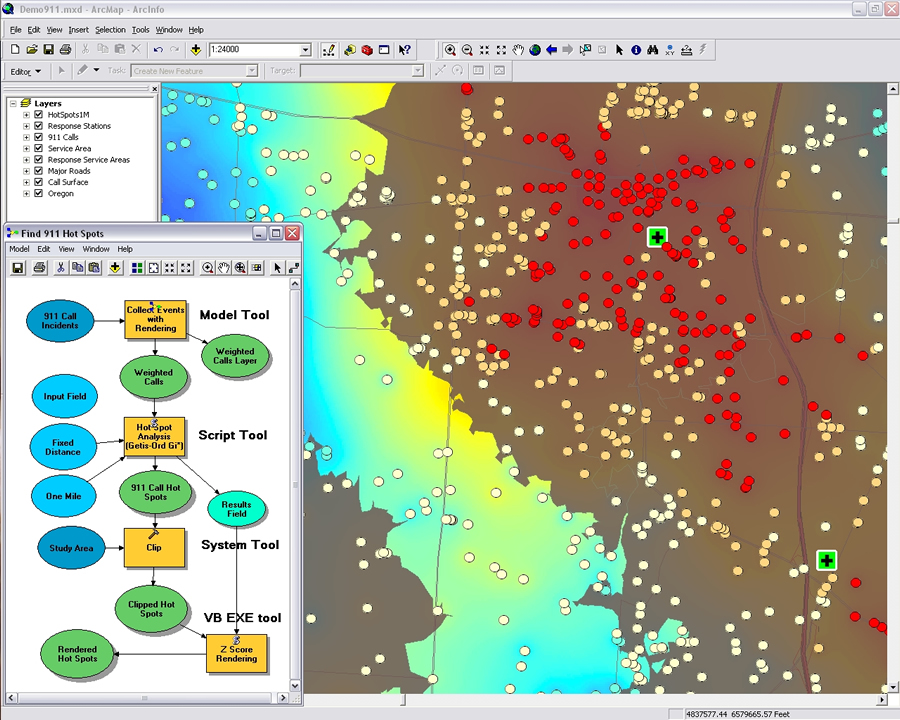 Demo911.mxd - ArcMap - ArcInfo
File Edit View Insert Selection Tools Window Help
1:24000
Editor
Task: Create New Feature
Target:
Layers
HotSpots1M
Response Stations
911 Calls
Service Area
Response Service Areas
Major Roads
Call Surface
Oregon
Find 911 Hot Spots
Model Edit View Window Help
911 Call
Incidents
Collect Events
with
Rendering
Model Tool
Weighted
Calls Layer
Weighted
Calls
Input Field
Hot Spot
Analysis
(Getis-Ord Gi*)
Script Tool
Fixed
Distance
One Mile
911 Call Hot
Spots
Results
Field
Study Area
Clip
System Tool
Clipped Hot
Spots
VB EXE tool
Rendered
Hot Spots
Z Score
Rendering
4837577.44 6579665.57 Feet